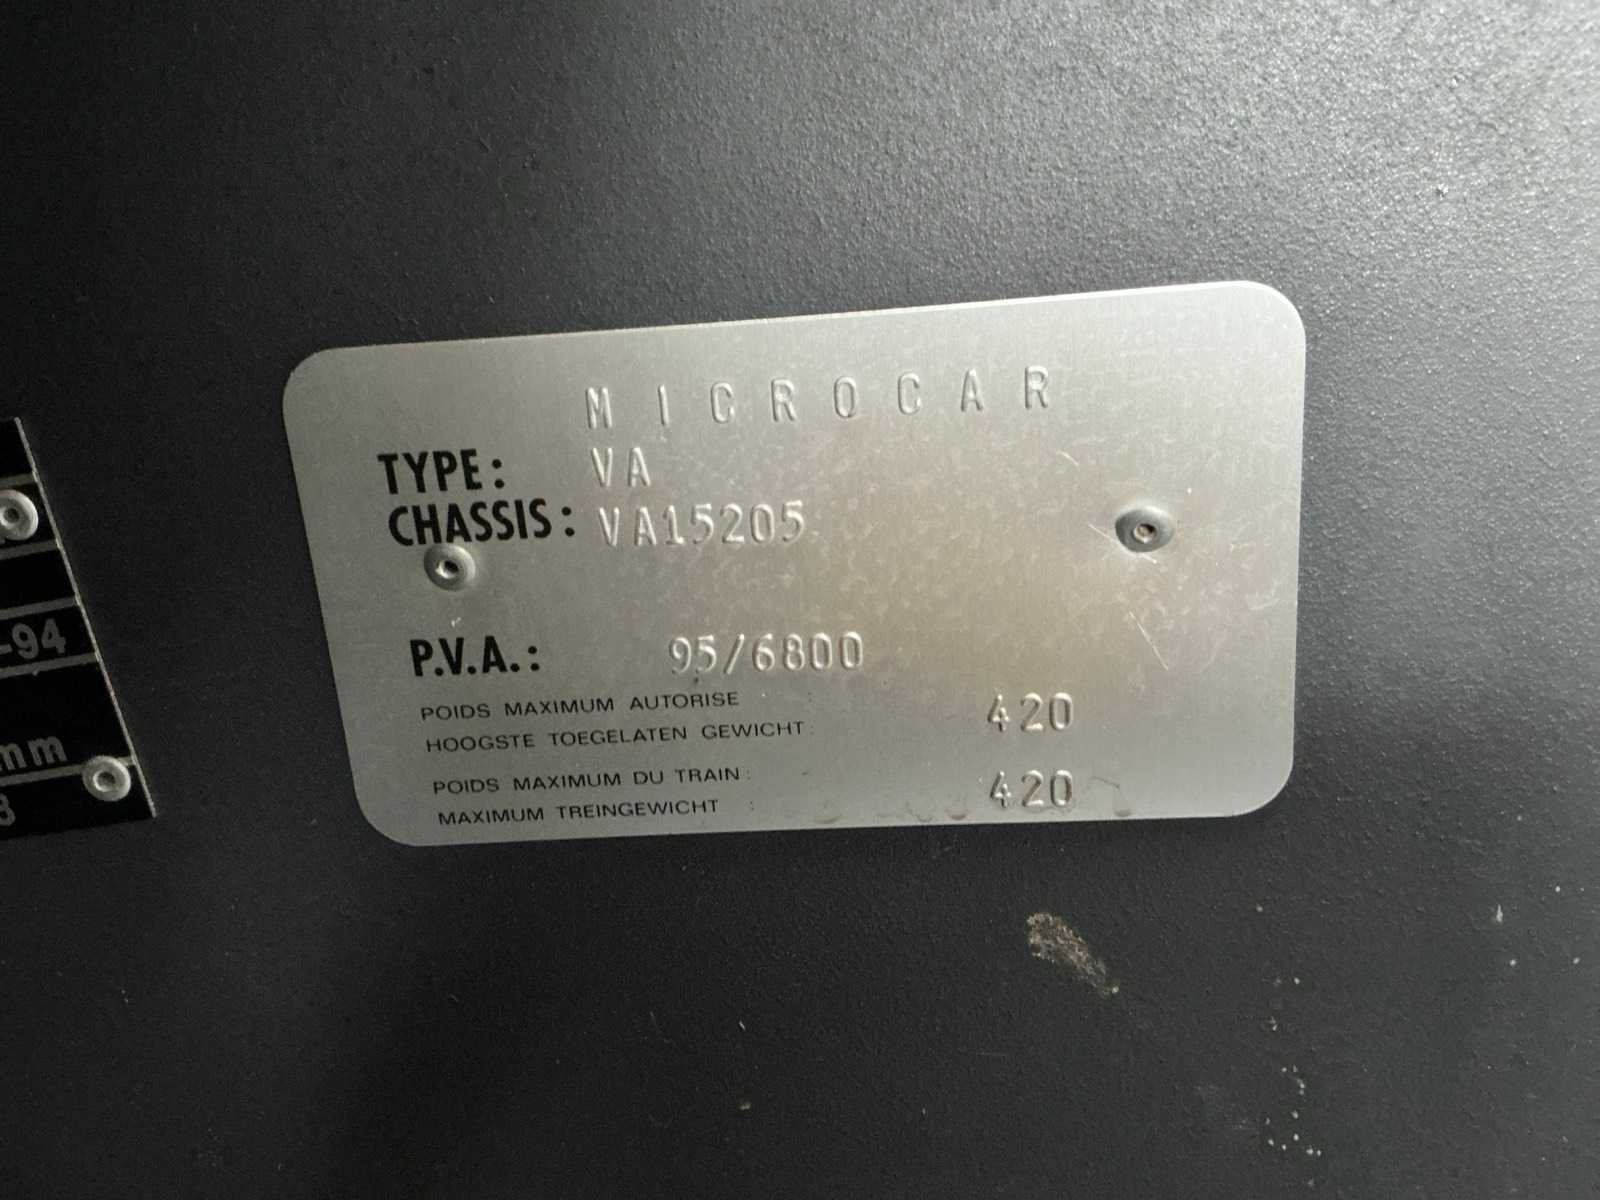 MICROCAR
TYPE: VA
CHASSIS: VA15205
P.V.A.: 95/6800
POIDS MAXIMUM AUTORISE :
HOOGSTE TOEGELATEN GEWICHT: 420
POIDS MAXIMUM DU TRAIN:
MAXIMUM TREINGEWICHT : 420
-94
mm